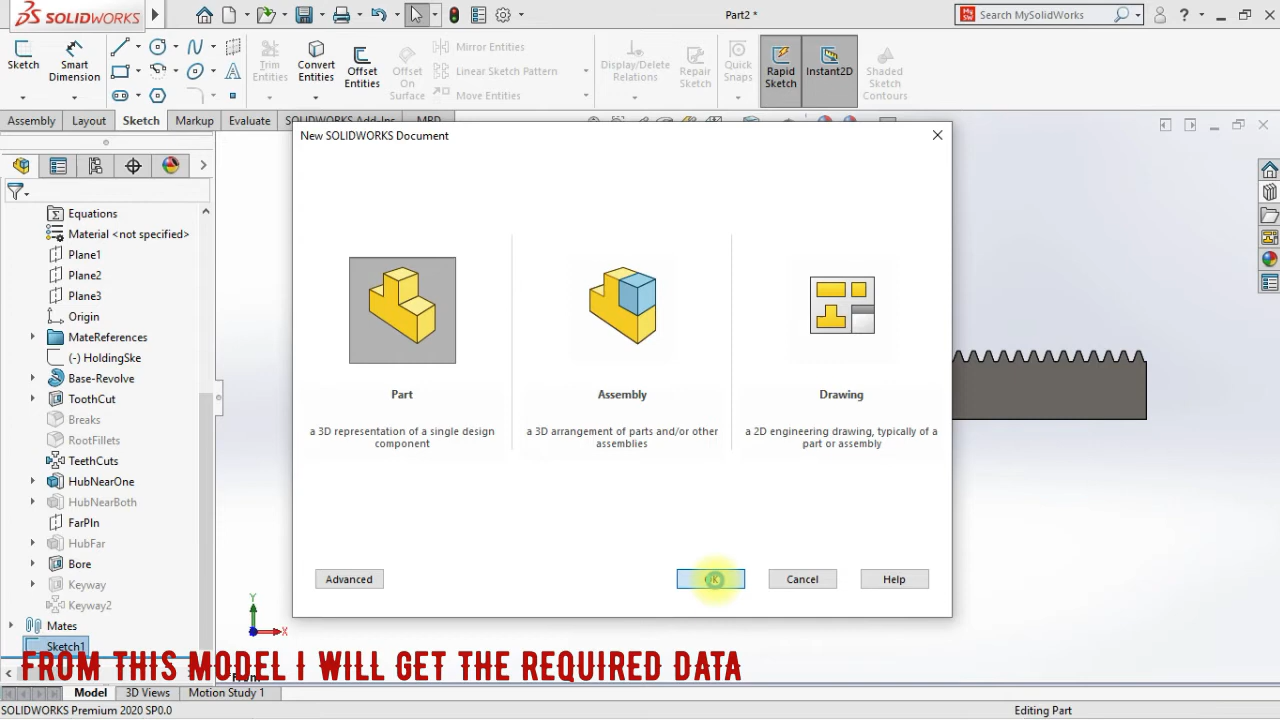 SOLIDWORKS
Part2 *
Search MySolidWorks
Sketch
Smart Dimension
Trim Entities
Convert Entities
Offset Entities
Offset On Surface
Mirror Entities
Linear Sketch Pattern
Move Entities
Display/Delete Relations
Repair Sketch
Quick Snaps
Rapid Sketch
Instant2D
Shaded Sketch Contours
Assembly
Layout
Sketch
Markup
Evaluate
SOLIDWORKS Add-Ins
MBD
New SOLIDWORKS Document
Part
a 3D representation of a single design
component
Assembly
a 3D arrangement of parts and/or other
assemblies
Drawing
a 2D engineering drawing, typically of a
part or assembly
Advanced
OK
Cancel
Help
Equations
Material <not specified>
Plane1
Plane2
Plane3
Origin
MateReferences
(-) HoldingSke
Base-Revolve
ToothCut
Breaks
RootFillets
TeethCuts
HubNearOne
HubNearBoth
FarPln
HubFar
Bore
Keyway
Keyway2
Mates
Sketch1
Y
X
FROM THIS MODEL I WILL GET THE REQUIRED DATA
Model
3D Views
Motion Study 1
SOLIDWORKS Premium 2020 SP0.0
Editing Part